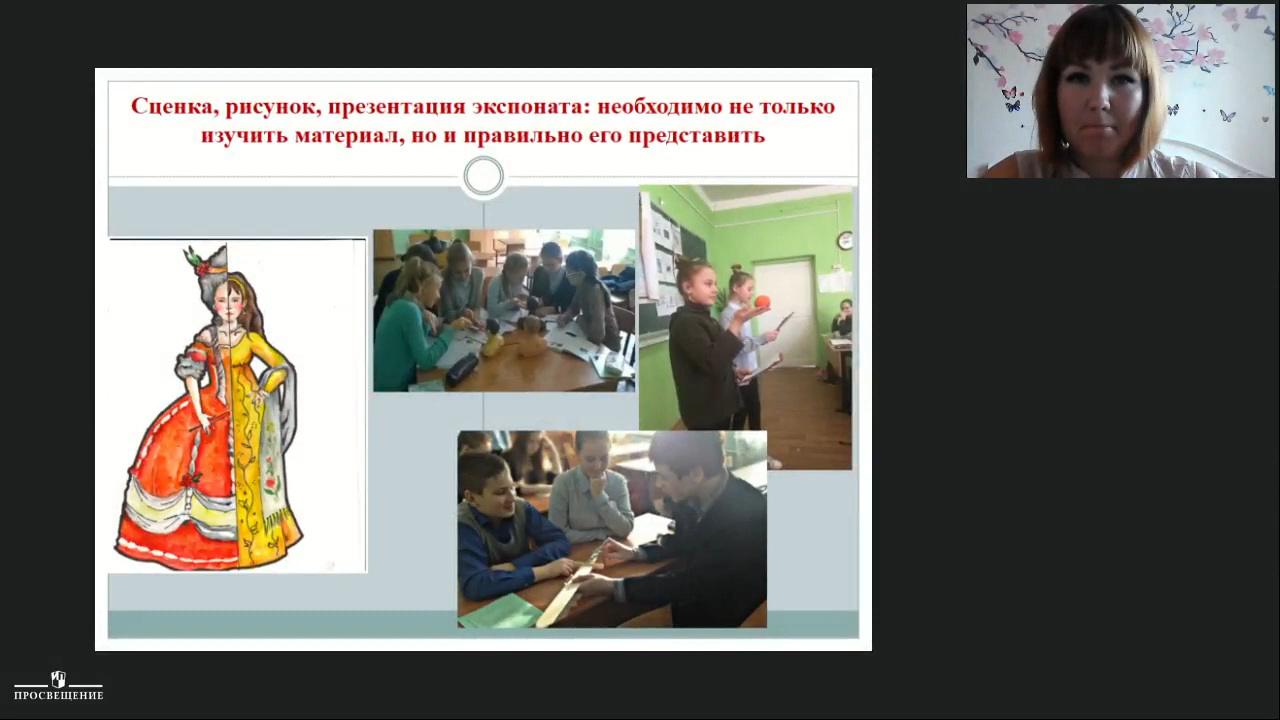 Сценка, рисунок, презентация экспоната: необходимо не только
изучить материал, но и правильно его представить
ПРОСВЕЩЕНИЕ